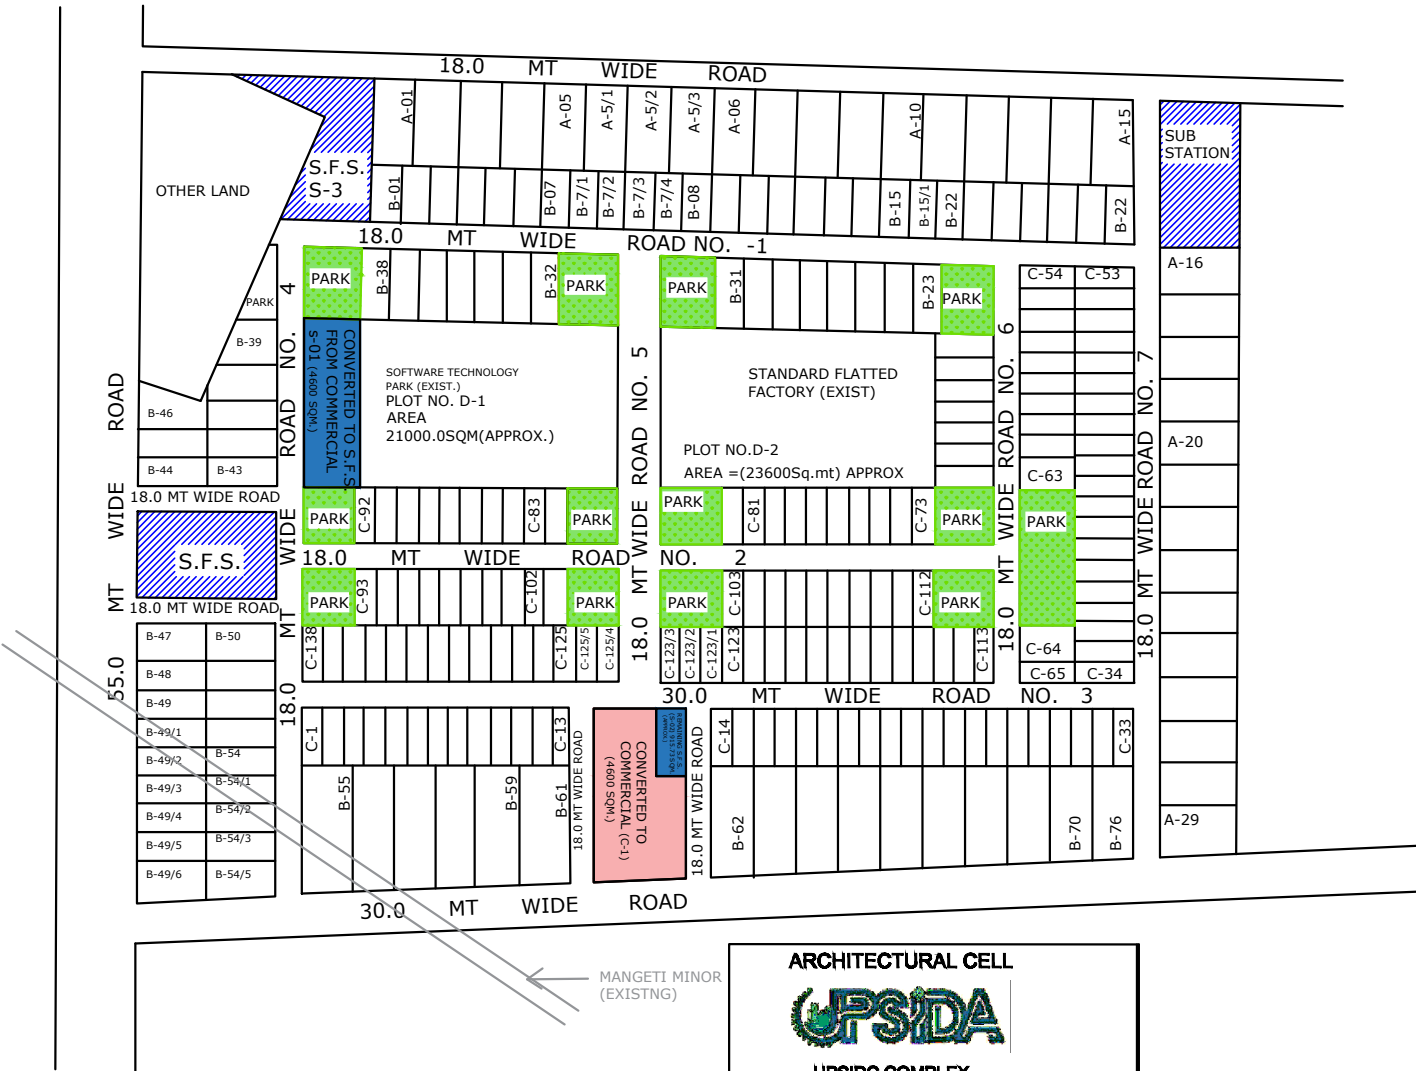 18.0 MT WIDE ROAD
A-01
A-05
A-5/1
A-5/2
A-5/3
A-06
A-10
A-15
SUB
STATION
S.F.S.
S-3
OTHER LAND
B-01
B-07
B-7/1
B-7/2
B-7/3
B-7/4
B-08
B-15
B-15/1
B-22
B-22
18.0 MT WIDE ROAD NO. -1
A-16
PARK
B-38
B-32
PARK
PARK
B-31
B-23
PARK
C-54
C-53
PARK
B-39
B-46
B-44
B-43
CONVERTED TO S.F.S.
FROM COMMERCIAL
s-01 (4600 SQM.)
SOFTWARE TECHNOLOGY
PARK (EXIST.)
PLOT NO. D-1
AREA
21000.0SQM(APPROX.)
STANDARD FLATTED
FACTORY (EXIST)
PLOT NO.D-2
AREA =(23600Sq.mt) APPROX
A-20
C-63
18.0 MT WIDE ROAD
PARK
C-92
C-83
PARK
PARK
C-81
C-73
PARK
PARK
S.F.S.
18.0 MT WIDE ROAD NO. 2
18.0 MT WIDE ROAD
PARK
C-93
C-102
PARK
PARK
C-103
C-112
PARK
B-47
B-50
C-138
C-125
C-125/5
C-125/4
C-123/3
C-123/2
C-123/1
C-123
C-113
C-64
C-65
C-34
55.0 MT WIDE ROAD
18.0 MT WIDE ROAD NO. 4
18.0 MT WIDE ROAD NO. 5
18.0 MT WIDE ROAD NO. 6
18.0 MT WIDE ROAD NO. 7
30.0 MT WIDE ROAD NO. 3
B-48
B-49
B-49/1
B-49/2
B-54
B-49/3
B-54/1
B-49/4
B-54/2
B-49/5
B-54/3
B-49/6
B-54/5
C-1
C-13
18.0 MT WIDE ROAD
CONVERTED TO
COMMERCIAL (C-1)
(4600 SQM.)
REMAINING S.F.S.
(APPROX.)
18.0 MT WIDE ROAD
C-14
C-33
B-55
B-59
B-61
B-62
B-70
B-76
A-29
30.0 MT WIDE ROAD
MANGETI MINOR
(EXISTNG)
ARCHITECTURAL CELL
UPSIDA
UPSIDC COMPLEX